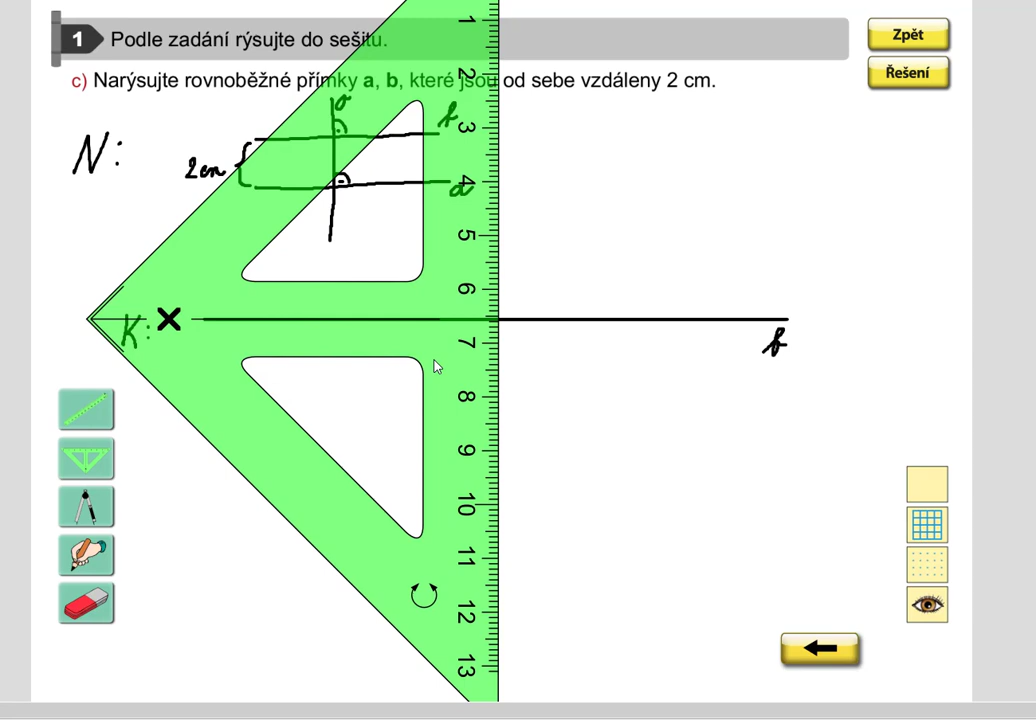 1 Podle zadání rýsujte do sešitu.
Zpět
Řešení
c) Narýsujte rovnoběžné přímky a, b, které jsou od sebe vzdáleny 2 cm.
N:
2cm
o
b
a
K:
b
1
2
3
4
5
6
7
8
9
10
11
12
13